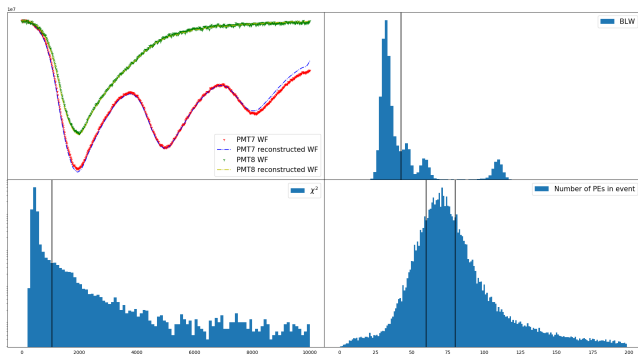 1e7
PMT7 WF
PMT7 reconstructed WF
PMT8 WF
PMT8 reconstructed WF
BLW
χ²
0 2000 4000 6000 8000 10000
Number of PEs in event
0 25 50 75 100 125 150 175 200